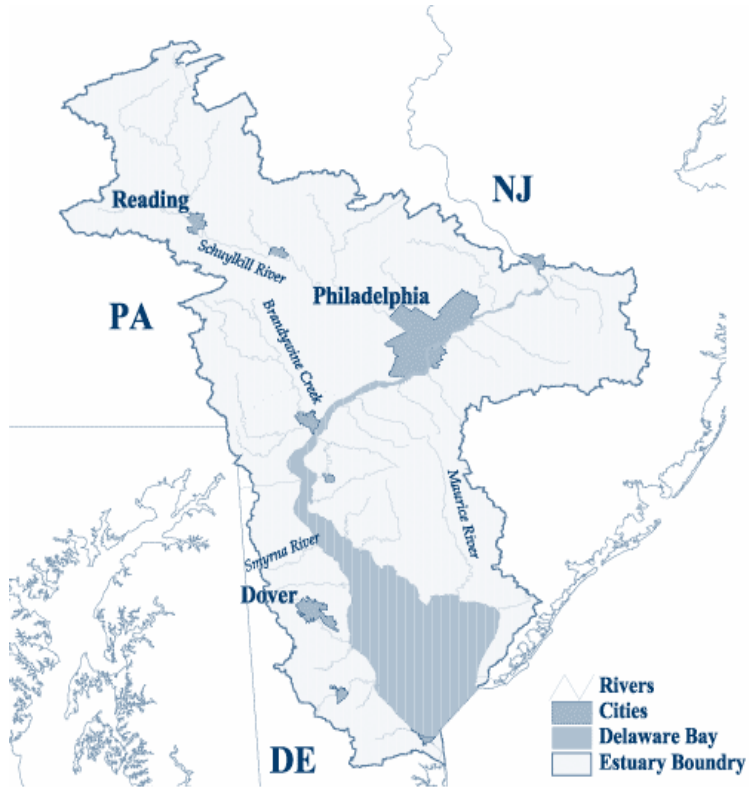 NJ
Reading
Schuylkill River
Philadelphia
PA
Brandywine Creek
Maurice River
Smyrna River
Dover
DE
Rivers
Cities
Delaware Bay
Estuary Boundry